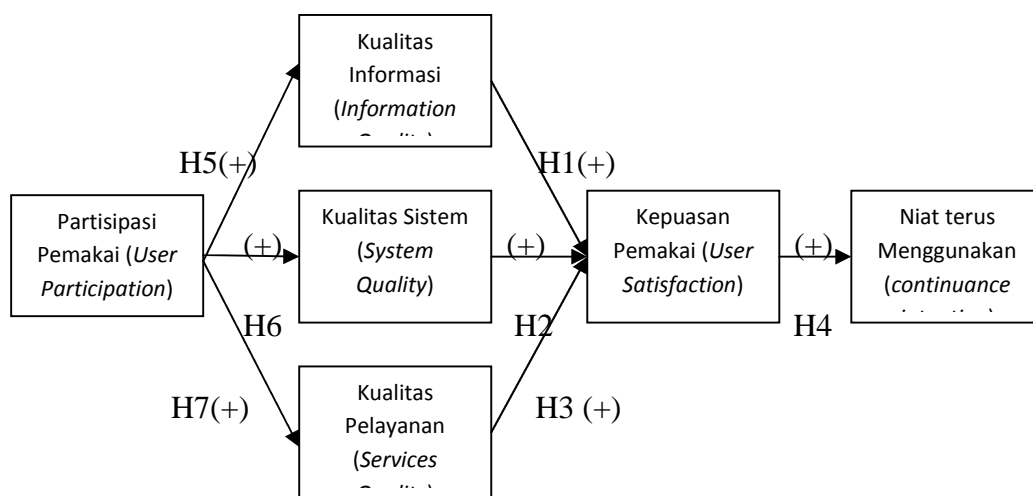 Kualitas
Informasi
(Information
H5(+)
H1(+)
Partisipasi
Pemakai (User
Participation)
(+)
Kualitas Sistem
(System
Quality)
(+)
Kepuasan
Pemakai (User
Satisfaction)
(+)
Niat terus
Menggunakan
(continuance
H6
H2
H4
H7(+)
Kualitas
Pelayanan
(Services
H3 (+)